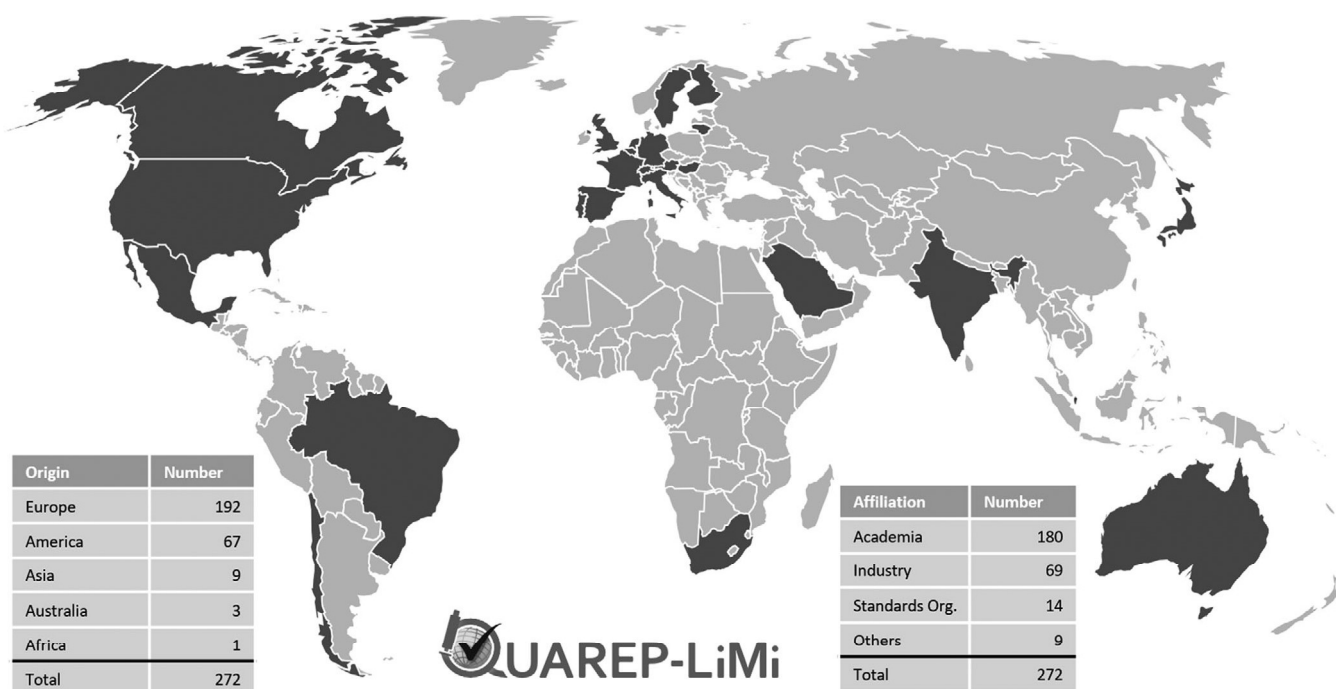 Origin Number
Europe 192
America 67
Asia 9
Australia 3
Africa 1
Total 272
QUAREP-LiMi
Affiliation Number
Academia 180
Industry 69
Standards Org. 14
Others 9
Total 272